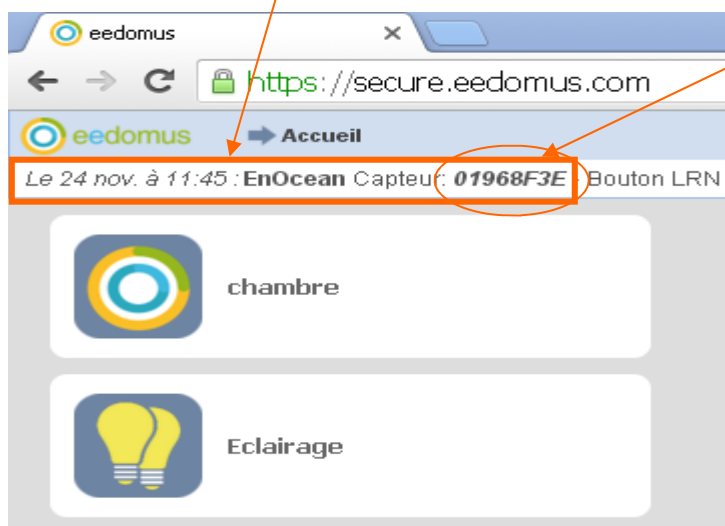 eedomus
https://secure.eedomus.com
eedomus Accueil
Le 24 nov. à 11:45 : EnOcean Capteur: 01968F3E - Bouton LRN
chambre
Eclairage